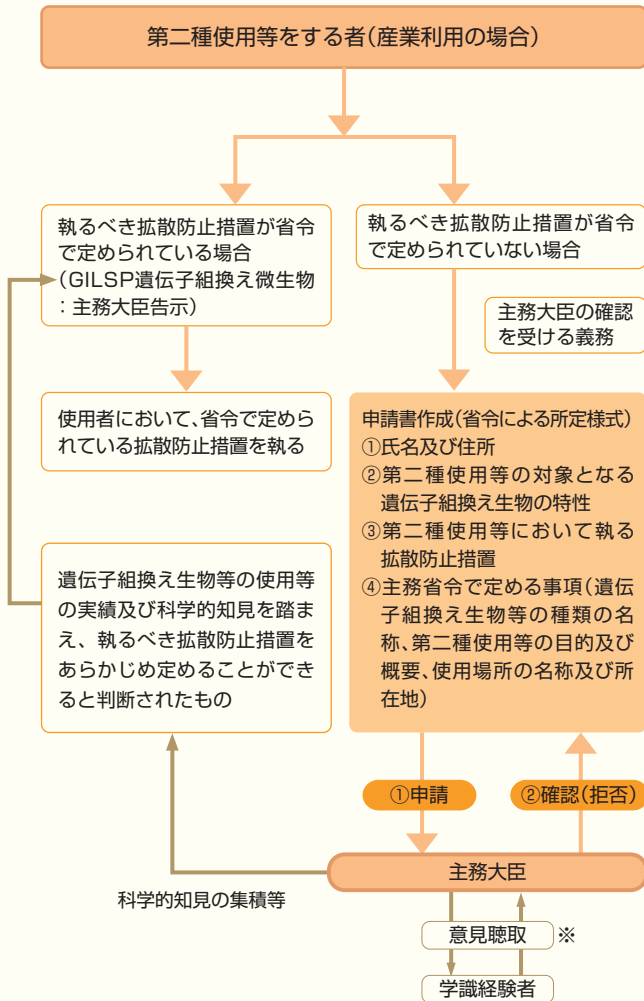 第二種使用等をする者(産業利用の場合)
執るべき拡散防止措置が省令
で定められている場合
(GILSP遺伝子組換え微生物
:主務大臣告示)
執るべき拡散防止措置が省令
で定められていない場合
主務大臣の確認
を受ける義務
使用者において、省令で定めら
れている拡散防止措置を執る
申請書作成(省令による所定様式)
①氏名及び住所
②第二種使用等の対象となる
遺伝子組換え生物の特性
③第二種使用等において執る
拡散防止措置
④主務省令で定める事項(遺伝
子組換え生物等の種類の名
称、第二種使用等の目的及び
概要、使用場所の名称及び所
在地)
遺伝子組換え生物等の使用等
の実績及び科学的知見を踏ま
え、執るべき拡散防止措置を
あらかじめ定めることができ
ると判断されたもの
①申請
②確認(拒否)
主務大臣
科学的知見の集積等
意見聴取 ※
学識経験者